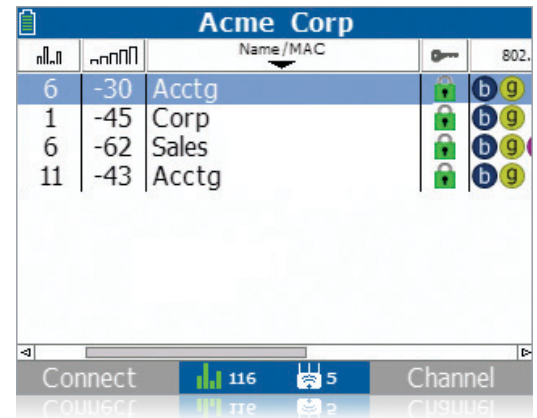 Acme Corp
Name/MAC 802.
6 -30 Acctg b g
1 -45 Corp b g
6 -62 Sales b g
11 -43 Acctg b g
Connect 116 5 Channel